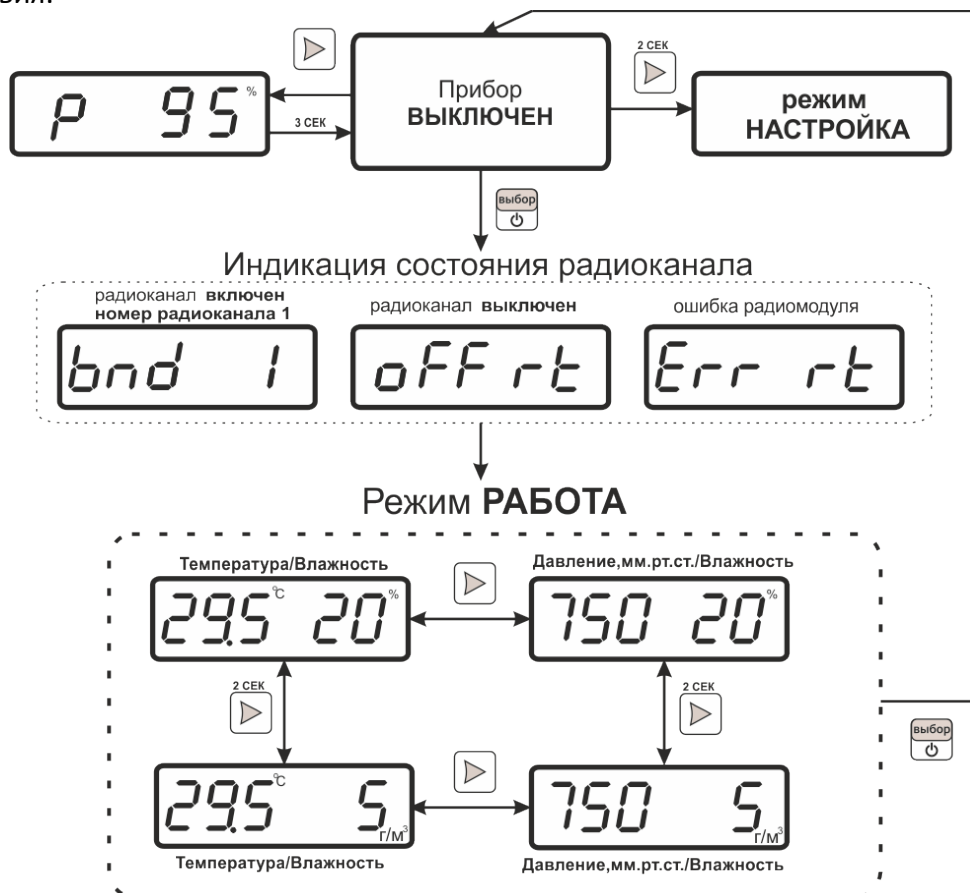 вия.
2 СЕК
P 95 %
3 СЕК
Прибор
ВЫКЛЮЧЕН
режим
НАСТРОЙКА
выбор
Индикация состояния радиоканала
радиоканал включен
номер радиоканала 1
радиоканал выключен
ошибка радиомодуля
bnd 1
oFF rt
Err rt
Режим РАБОТА
Температура/Влажность
Давление,мм.рт.ст./Влажность
29.5 °C 20 %
750 20 %
2 СЕК
2 СЕК
выбор
29.5 °C 5 г/м³
750 5 г/м³
Температура/Влажность
Давление,мм.рт.ст./Влажность